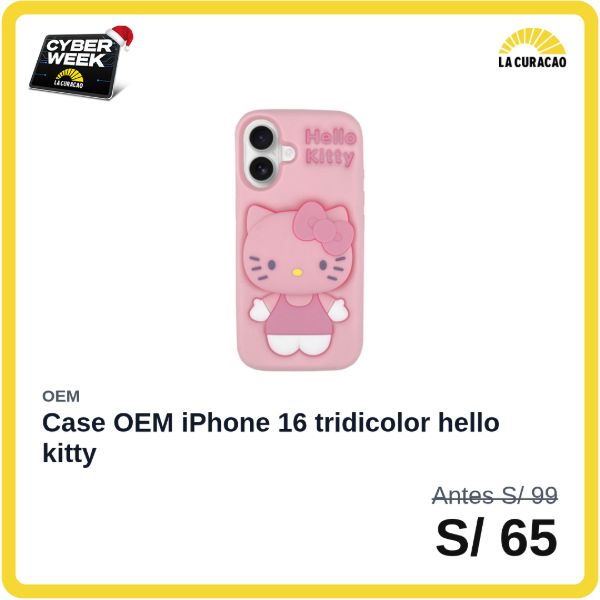 CYBER
WEEK
LA CURACAO
LA CURACAO
Hello
Kitty
OEM
Case OEM iPhone 16 tridicolor hello
kitty
Antes S/ 99
S/ 65